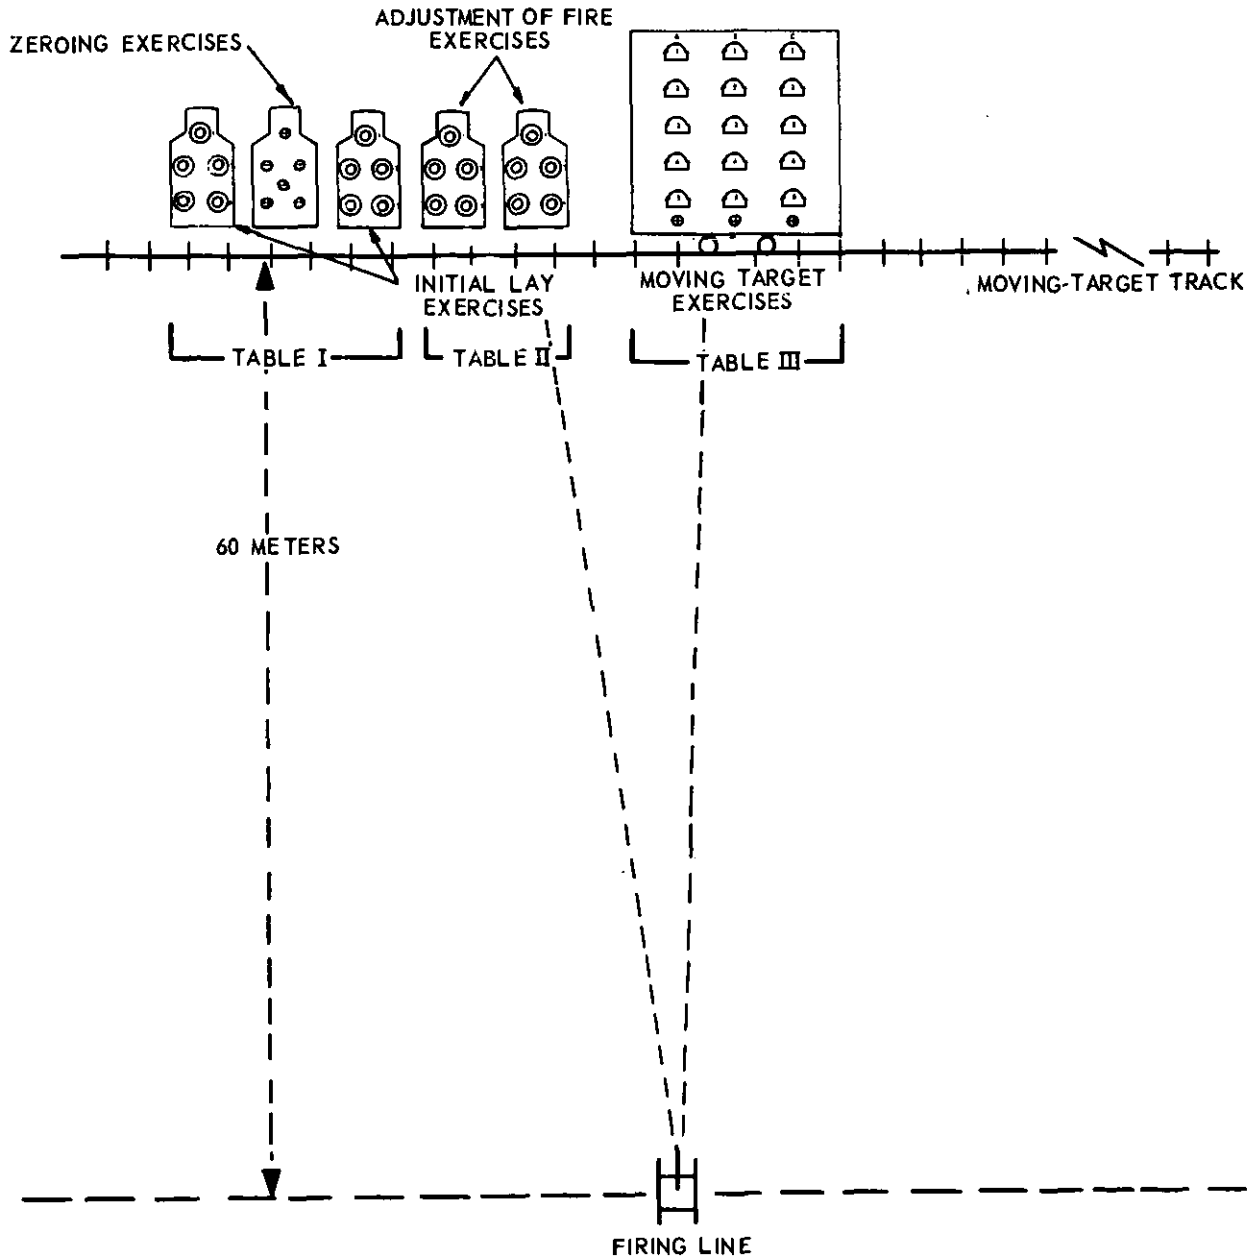 ADJUSTMENT OF FIRE
EXERCISES
ZEROING EXERCISES
INITIAL LAY
EXERCISES
MOVING TARGET
EXERCISES
MOVING-TARGET TRACK
TABLE I
TABLE II
TABLE III
60 METERS
FIRING LINE